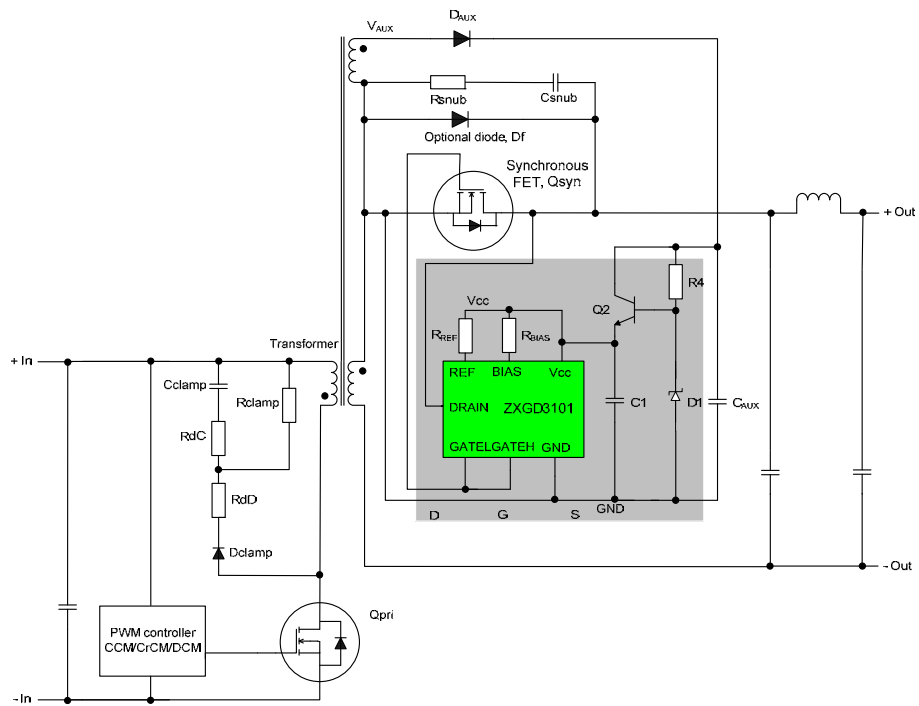 DAUX
VAUX
Rsnub
Csnub
Optional diode, Df
Synchronous
FET, Qsyn
+Out
R4
Vcc
Q2
RREF
RBIAS
Transformer
+In
REF
BIAS
Vcc
Cclamp
Rclamp
DRAIN
ZXGD3101
C1
D1
CAUX
RdC
GATEL
GATEH
GND
RdD
GND
D
G
S
Dclamp
-Out
Qpri
PWM controller
CCM/CrCM/DCM
-In